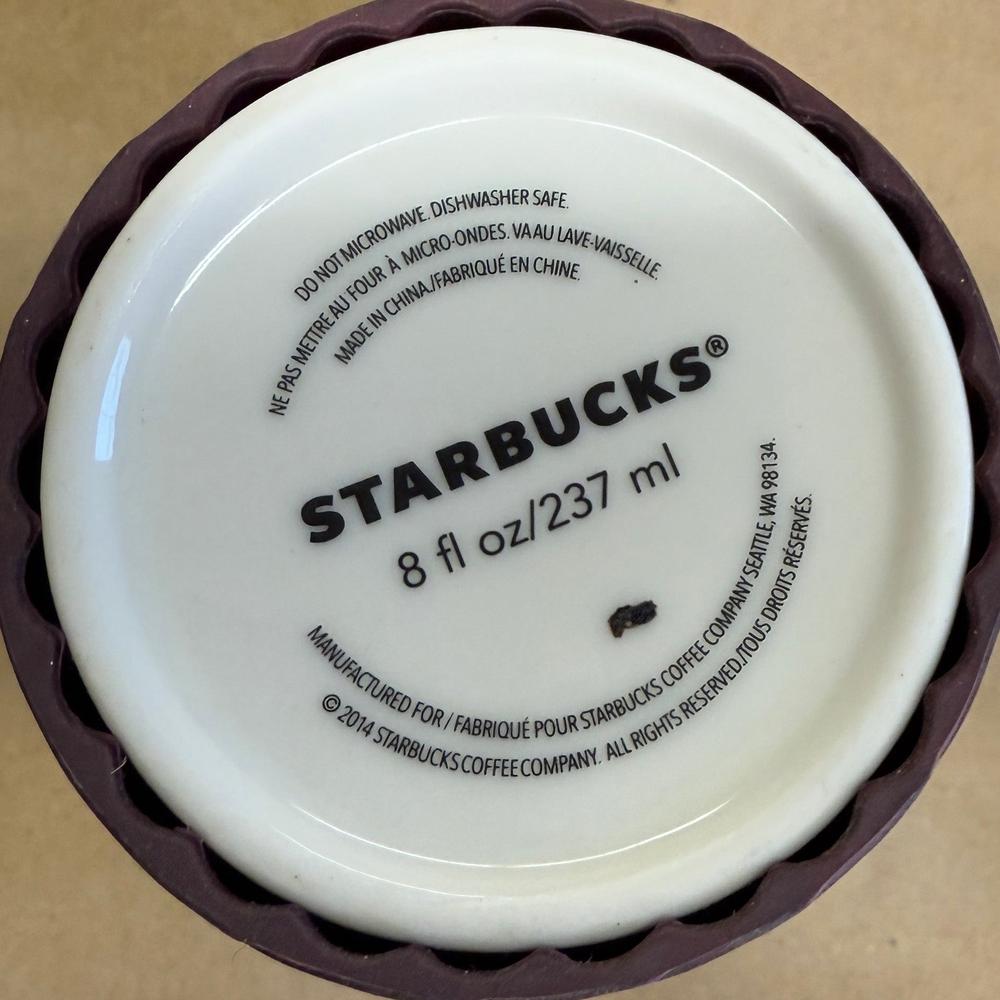 DO NOT MICROWAVE. DISHWASHER SAFE.
NE PAS METTRE AU FOUR À MICRO-ONDES. VA AU LAVE-VAISSELLE.
MADE IN CHINA./FABRIQUÉ EN CHINE.
STARBUCKS®
8 fl oz/237 ml
MANUFACTURED FOR / FABRIQUÉ POUR STARBUCKS COFFEE COMPANY SEATTLE, WA 98134.
© 2014 STARBUCKS COFFEE COMPANY. ALL RIGHTS RESERVED./TOUS DROITS RÉSERVÉS.